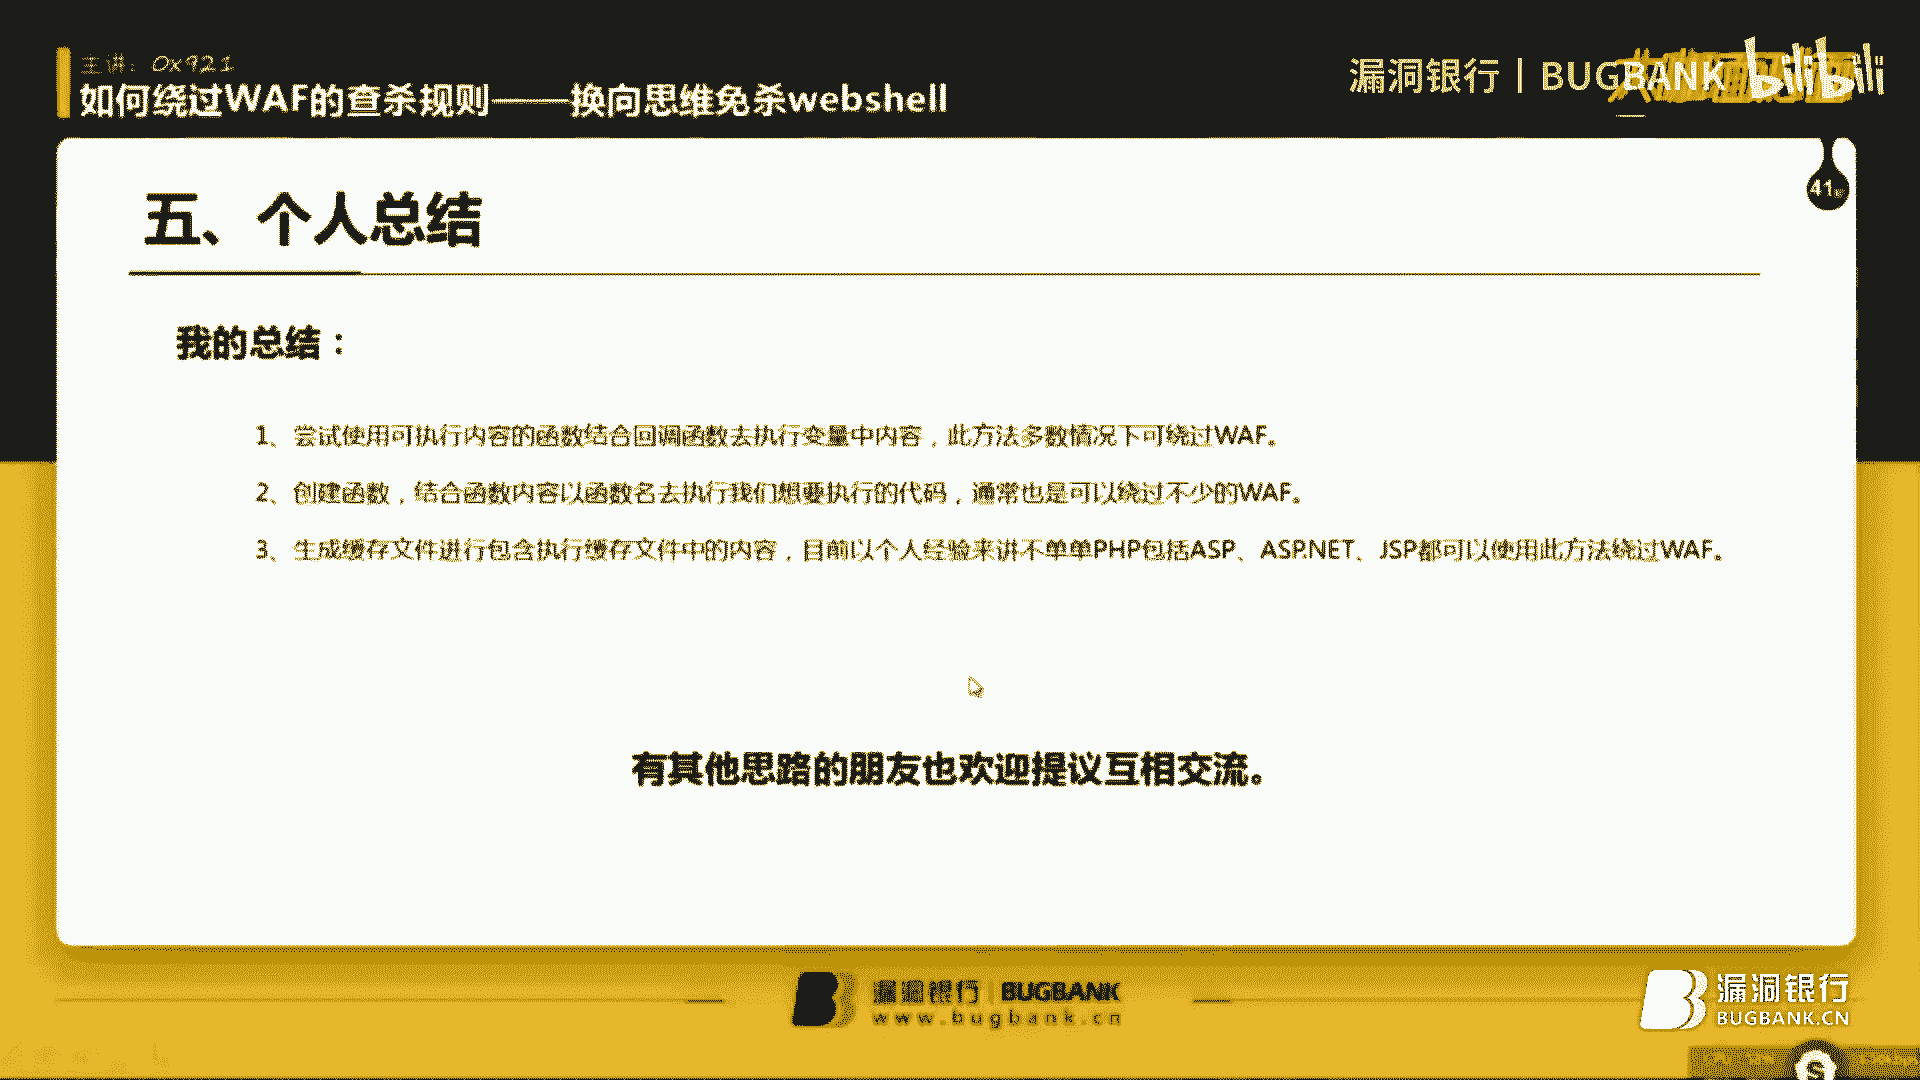 主讲：0x921
如何绕过WAF的查杀规则——换向思维免杀webshell
漏洞银行 | BUGBANK
bilibili
41
五、个人总结
我的总结：
1、尝试使用可执行内容的函数结合回调函数去执行变量中内容，此方法多数情况下可绕过WAF。
2、创建函数，结合函数内容以函数名去执行我们想要执行的代码，通常也是可以绕过不少的WAF。
3、生成缓存文件进行包含执行缓存文件中的内容，目前以个人经验来讲不单单PHP包括ASP、ASP.NET、JSP都可以使用此方法绕过WAF。
有其他思路的朋友也欢迎提议互相交流。
漏洞银行 | BUGBANK
www.bugbank.cn
漏洞银行
BUGBANK.CN